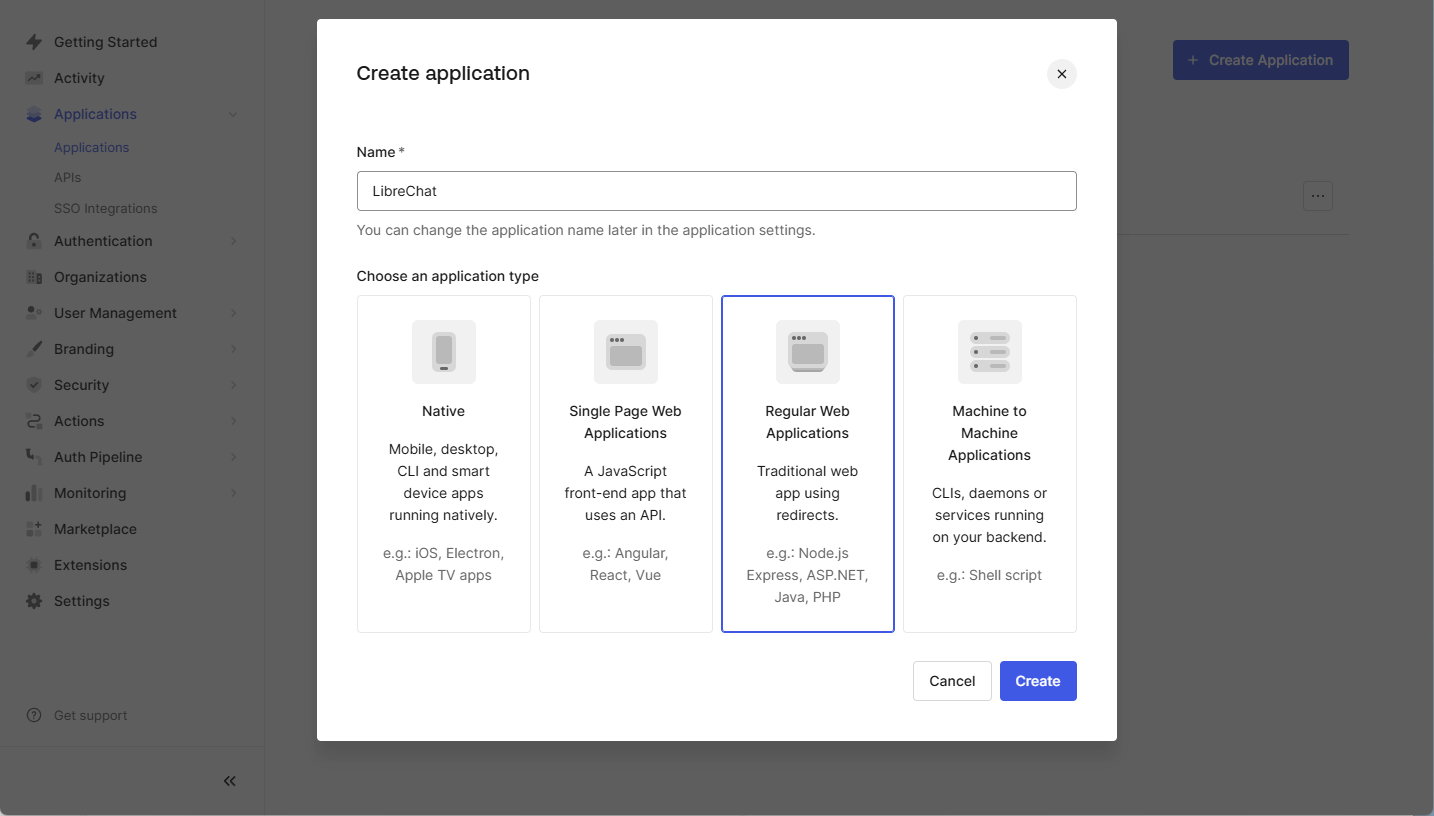 Getting Started
Activity
Applications
Applications
APIs
SSO Integrations
Authentication
Organizations
User Management
Branding
Security
Actions
Auth Pipeline
Monitoring
Marketplace
Extensions
Settings
Get support
+ Create Application
Create application
Name *
LibreChat
You can change the application name later in the application settings.
Choose an application type
Native
Mobile, desktop,
CLI and smart
device apps
running natively.
e.g.: iOS, Electron,
Apple TV apps
Single Page Web
Applications
A JavaScript
front-end app that
uses an API.
e.g.: Angular,
React, Vue
Regular Web
Applications
Traditional web
app using
redirects.
e.g.: Node.js
Express, ASP.NET,
Java, PHP
Machine to
Machine
Applications
CLIs, daemons or
services running
on your backend.
e.g.: Shell script
Cancel
Create